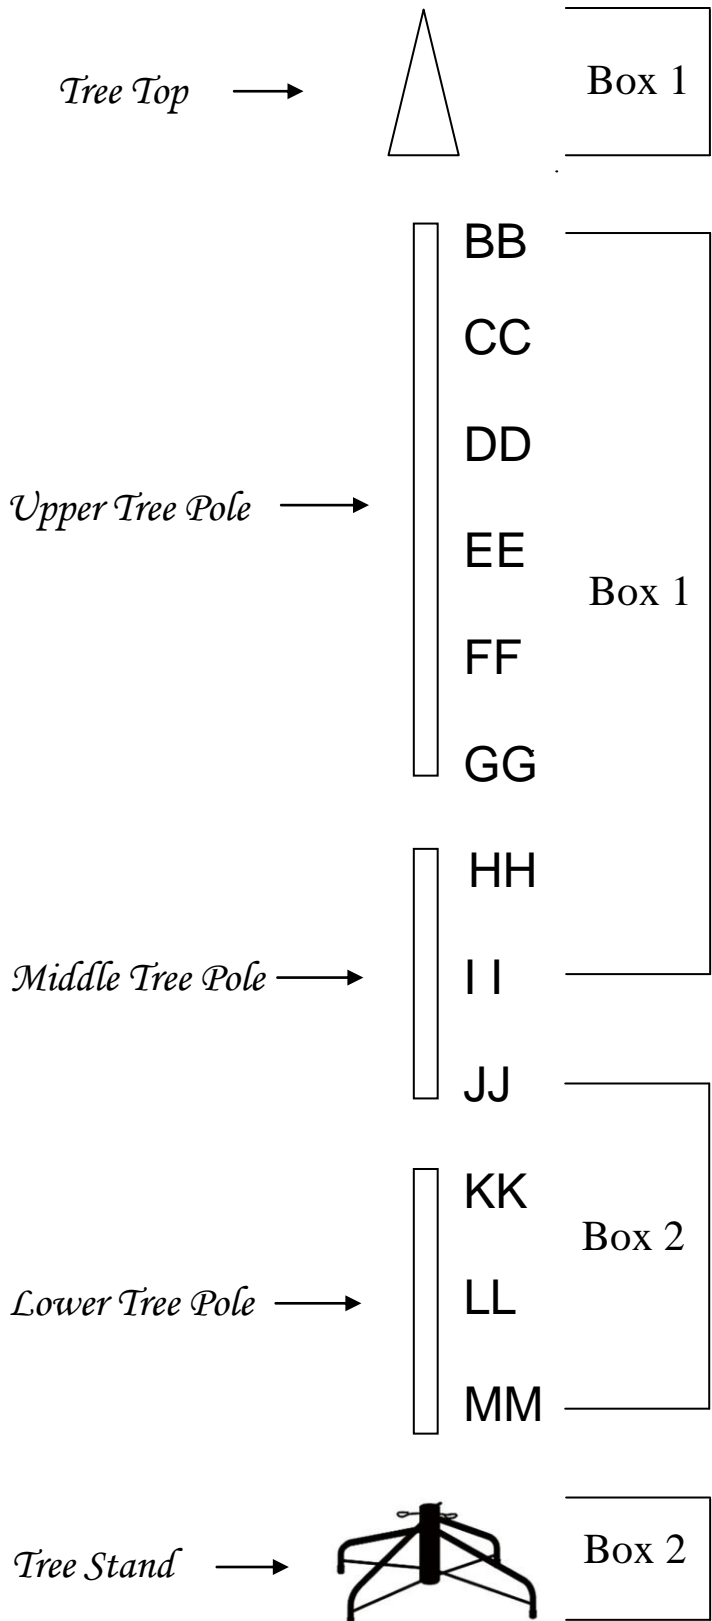 Tree Top
Box 1
BB
CC
DD
Upper Tree Pole
EE
Box 1
FF
GG
HH
Middle Tree Pole
I I
JJ
KK
Box 2
Lower Tree Pole
LL
MM
Tree Stand
Box 2